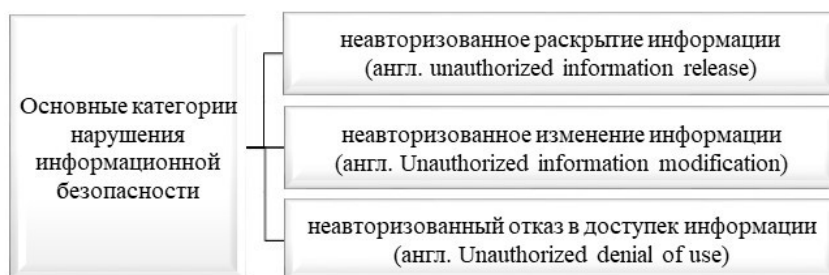 Основные категории
нарушения
информационной
безопасности
неавторизованное раскрытие информации
(англ. unauthorized information release)
неавторизованное изменение информации
(англ. Unauthorized information modification)
неавторизованный отказ в доступек информации
(англ. Unauthorized denial of use)